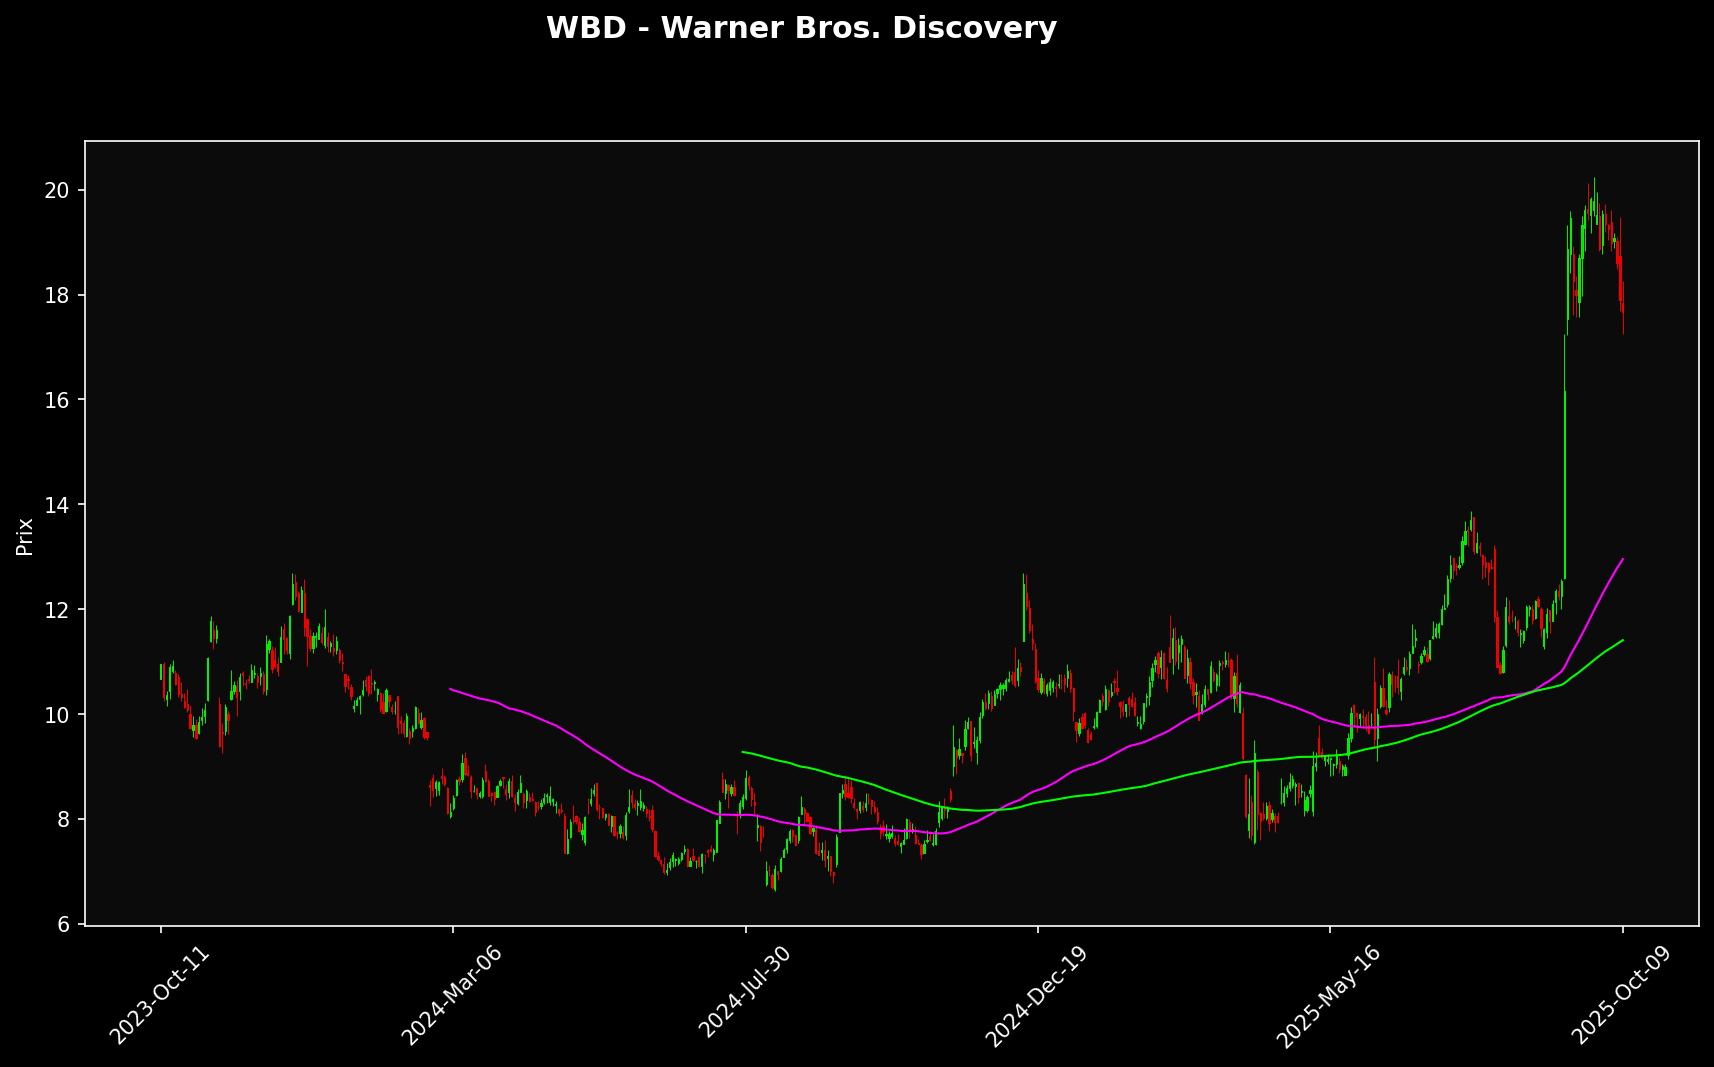 WBD - Warner Bros. Discovery
Prix
20
18
16
14
12
10
8
6
2023-Oct-11
2024-Mar-06
2024-Jul-30
2024-Dec-19
2025-May-16
2025-Oct-09